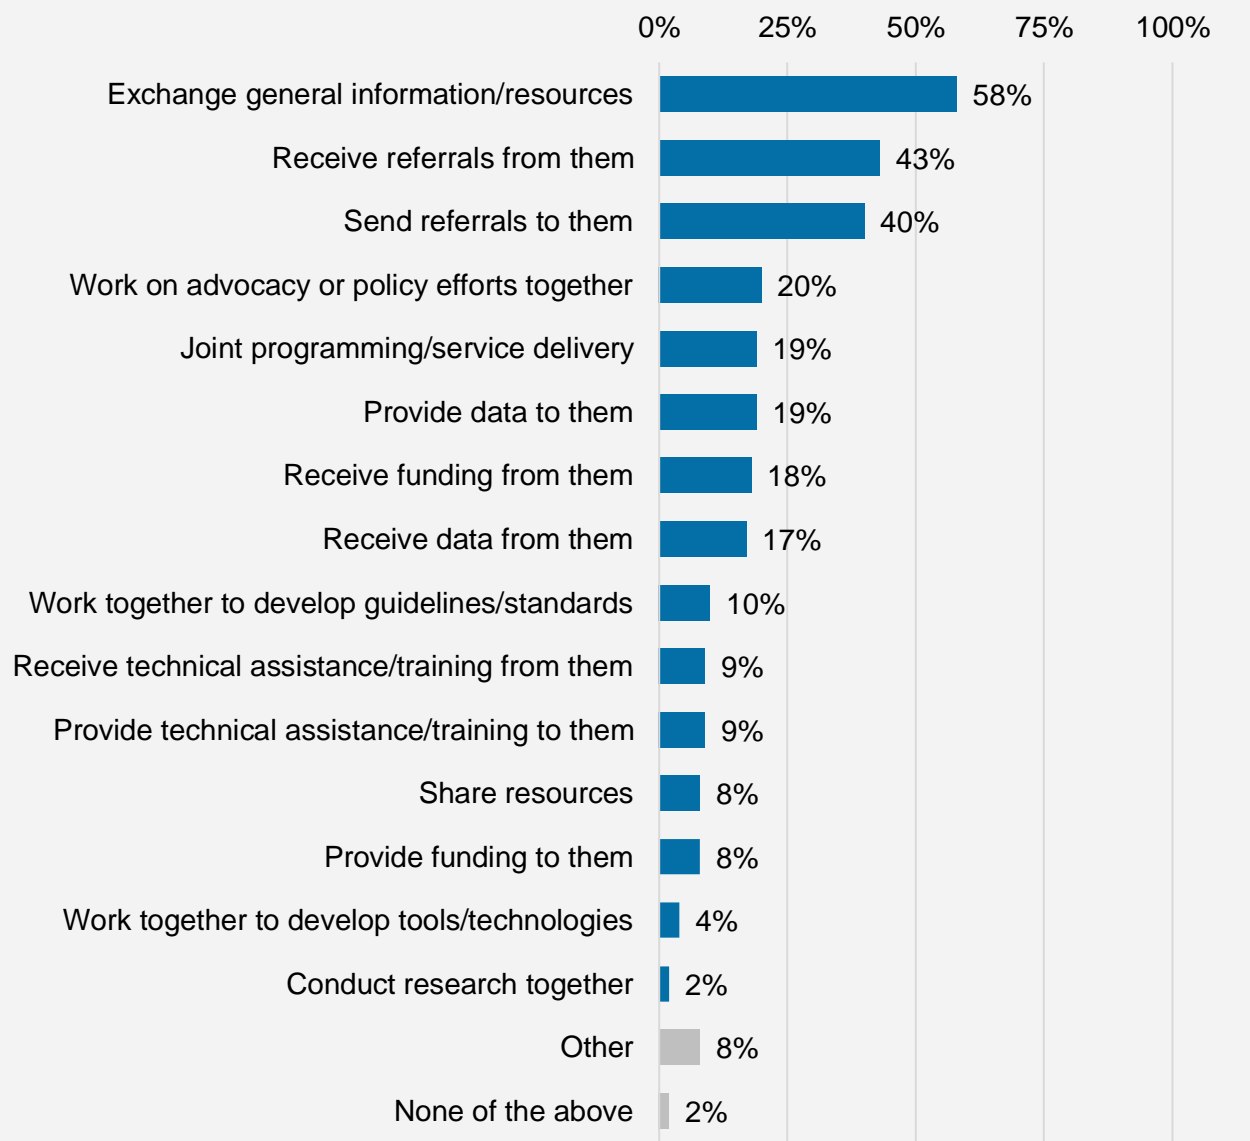 0% 25% 50% 75% 100%
Exchange general information/resources 58%
Receive referrals from them 43%
Send referrals to them 40%
Work on advocacy or policy efforts together 20%
Joint programming/service delivery 19%
Provide data to them 19%
Receive funding from them 18%
Receive data from them 17%
Work together to develop guidelines/standards 10%
Receive technical assistance/training from them 9%
Provide technical assistance/training to them 9%
Share resources 8%
Provide funding to them 8%
Work together to develop tools/technologies 4%
Conduct research together 2%
Other 8%
None of the above 2%